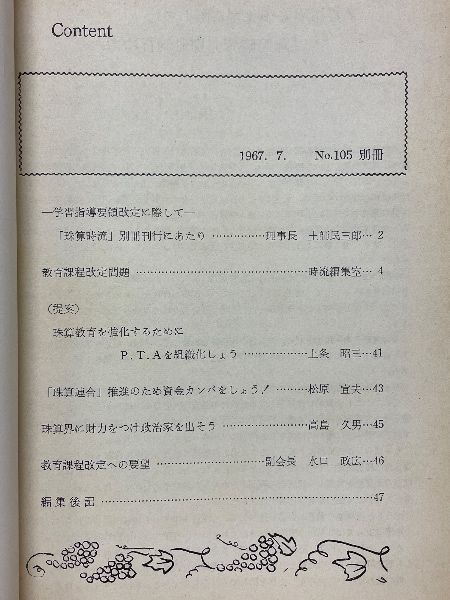 Content
1967. 7. No.105 別冊
―学習指導要領改定に際して―
「珠算時流」別冊刊行にあたり ……………理事長 土師民三郎… 2
教育課程改定問題 ……………………………………時流編集室… 4
(提案)
珠算教育を強化するために
P.T.Aを組織化しよう ……………上条 昭三…41
「珠算連合」推進のため資金カンパをしよう! ………松原 宜夫…43
珠算界に財力をつけ政治家を出そう ……………………高島 久男…45
教育課程改定への要望 ………………………副会長 水口 政広…46
編集後記 ……………………………………………………………47